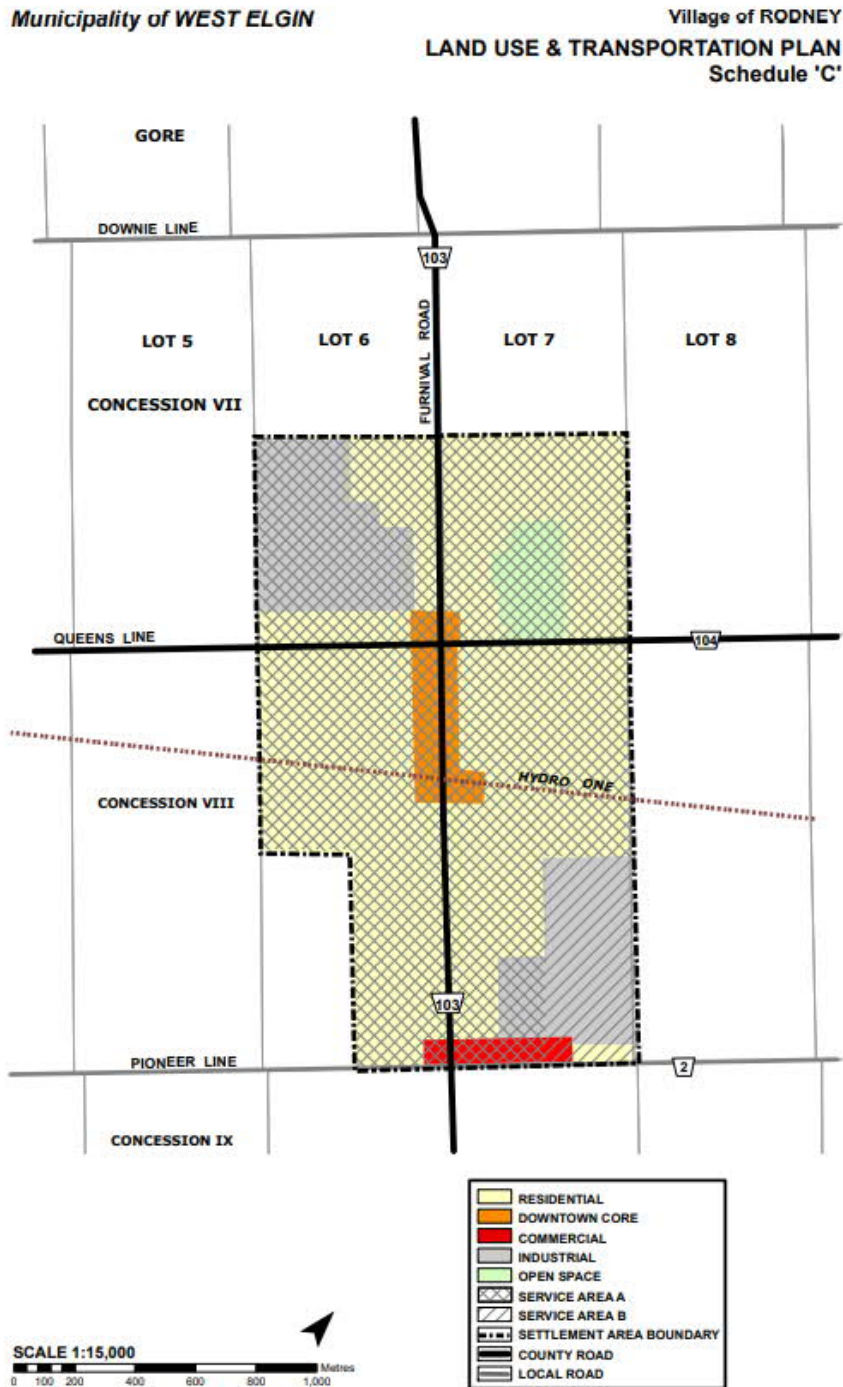 Municipality of WEST ELGIN
Village of RODNEY
LAND USE & TRANSPORTATION PLAN
Schedule 'C'
GORE
DOWNIE LINE
103
FURNIVAL ROAD
LOT 5
LOT 6
LOT 7
LOT 8
CONCESSION VII
QUEENS LINE
104
HYDRO ONE
CONCESSION VIII
103
PIONEER LINE
2
CONCESSION IX
RESIDENTIAL
DOWNTOWN CORE
COMMERCIAL
INDUSTRIAL
OPEN SPACE
SERVICE AREA A
SERVICE AREA B
SETTLEMENT AREA BOUNDARY
COUNTY ROAD
LOCAL ROAD
SCALE 1:15,000
Metres
0 100 200 400 600 800 1,000